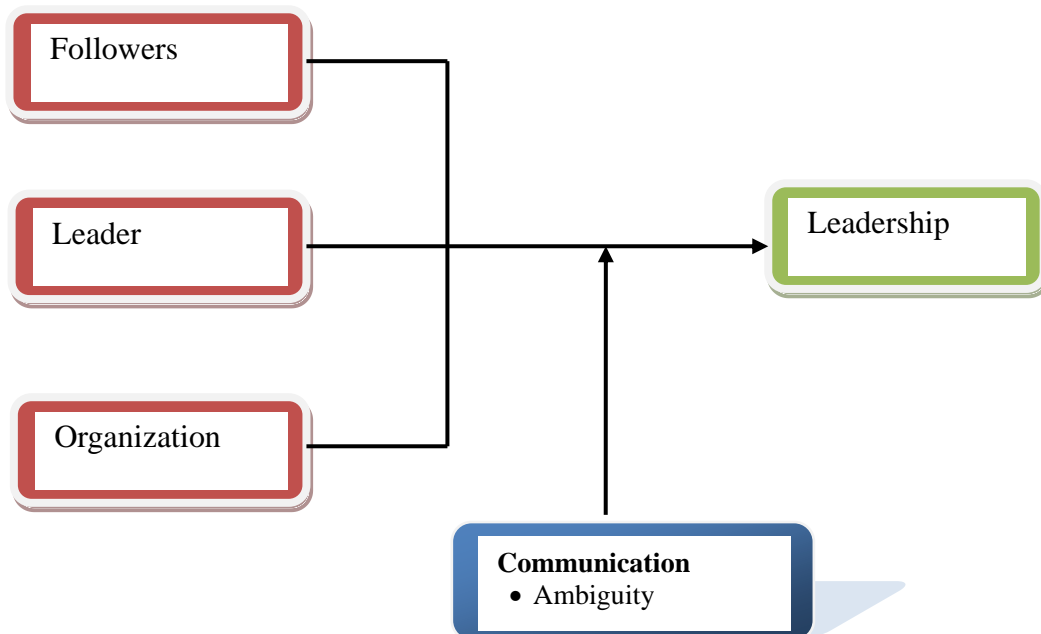 Followers
Leader
Leadership
Organization
Communication
• Ambiguity